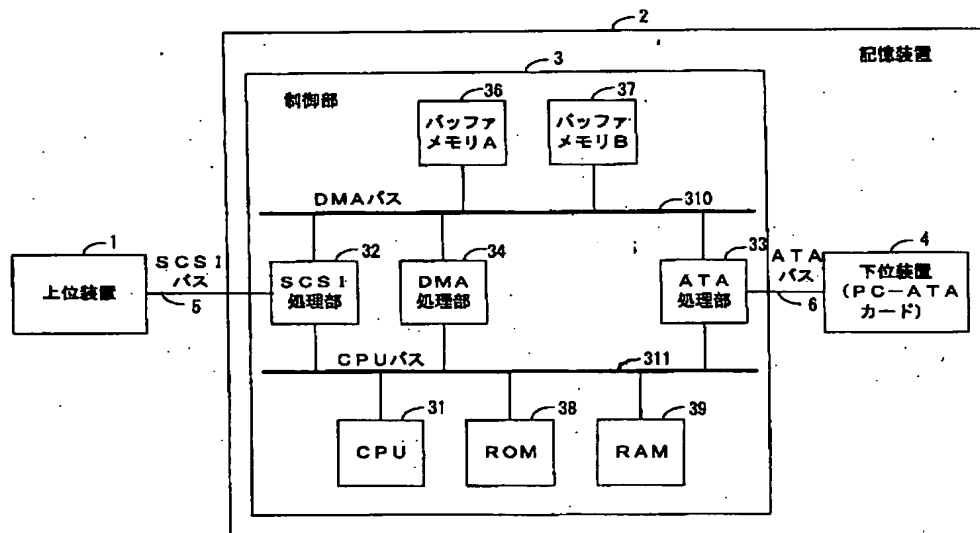 2
記憶装置
3
制御部
36
バッファ
メモリA
37
バッファ
メモリB
DMAバス
310
1
上位装置
SCSI
バス
5
32
SCSI
処理部
34
DMA
処理部
33
ATA
処理部
ATA
バス
6
4
下位装置
(PC-ATA
カード)
CPUバス
311
31
CPU
38
ROM
39
RAM